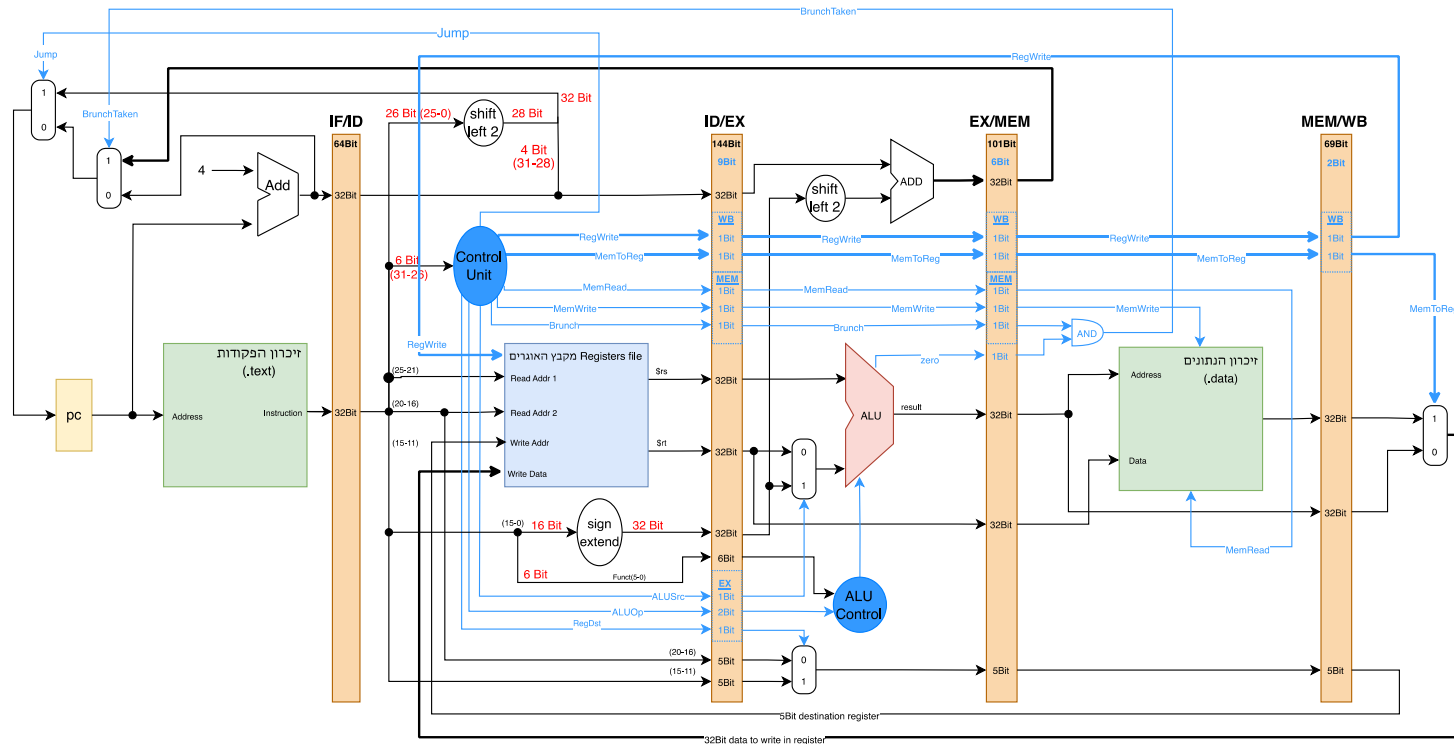 BrunchTaken
Jump
Jump
RegWrite
1
0
BrunchTaken
1
0
4
Add
IF/ID
64Bit
32Bit
32Bit
26 Bit (25-0)
shift
left 2
28 Bit
32 Bit
4 Bit
(31-28)
6 Bit
(31-26)
Control
Unit
RegWrite
MemToReg
MemRead
MemWrite
Brunch
RegWrite
pc
זיכרון הפקודות
(.text)
Address
Instruction
(25-21)
(20-16)
(15-11)
מקבץ האוגרים Registers file
Read Addr 1
Read Addr 2
Write Addr
Write Data
$rs
$rt
(15-0)
16 Bit
sign
extend
32 Bit
6 Bit
Funct(5-0)
ALUSrc
ALUOp
RegDst
(20-16)
(15-11)
ID/EX
144Bit
9Bit
32Bit
WB
1Bit
1Bit
MEM
1Bit
1Bit
1Bit
32Bit
32Bit
32Bit
6Bit
EX
1Bit
2Bit
1Bit
5Bit
5Bit
shift
left 2
ADD
RegWrite
MemToReg
MemRead
MemWrite
Brunch
zero
ALU
result
0
1
ALU
Control
0
1
EX/MEM
101Bit
6Bit
32Bit
WB
1Bit
1Bit
MEM
1Bit
1Bit
1Bit
1Bit
32Bit
32Bit
5Bit
RegWrite
MemToReg
MemWrite
AND
זיכרון הנתונים
(.data)
Address
Data
MemRead
MEM/WB
69Bit
2Bit
WB
1Bit
1Bit
32Bit
32Bit
5Bit
MemToReg
1
0
5Bit destination register
32Bit data to write in register